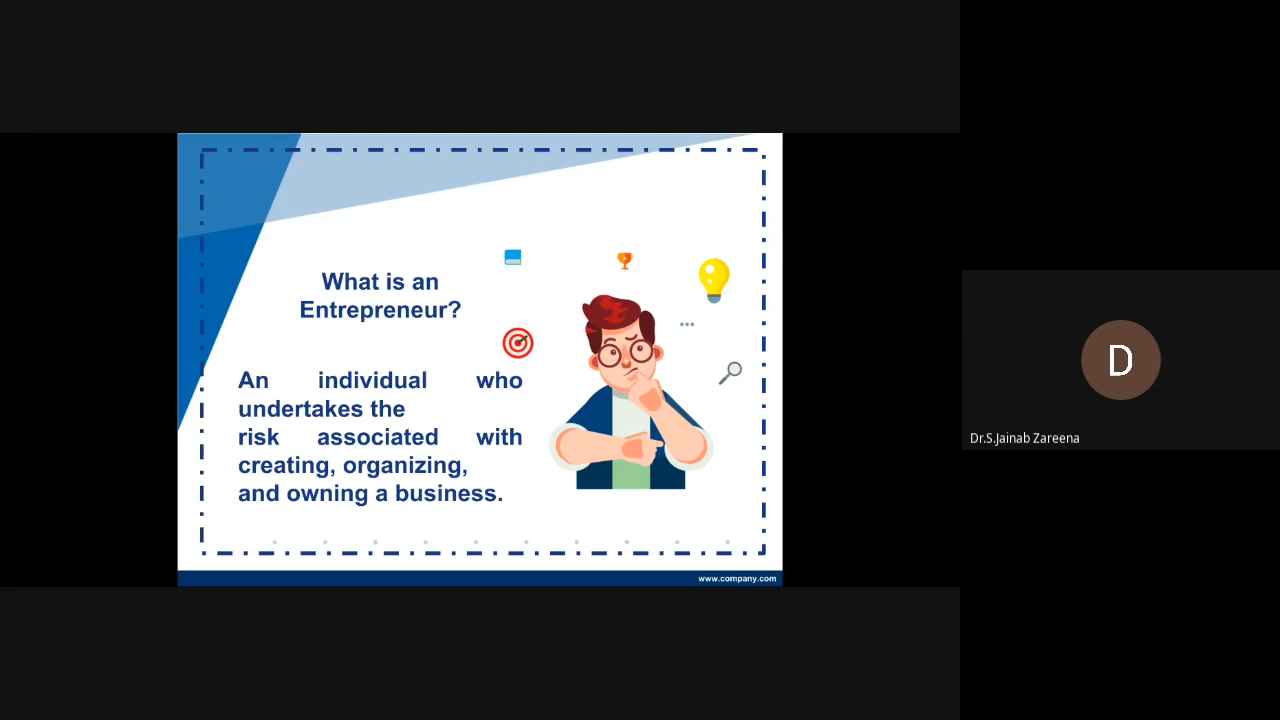 What is an
Entrepreneur?
An individual who
undertakes the
risk associated with
creating, organizing,
and owning a business.
www.company.com
D
Dr.S.Jainab Zareena